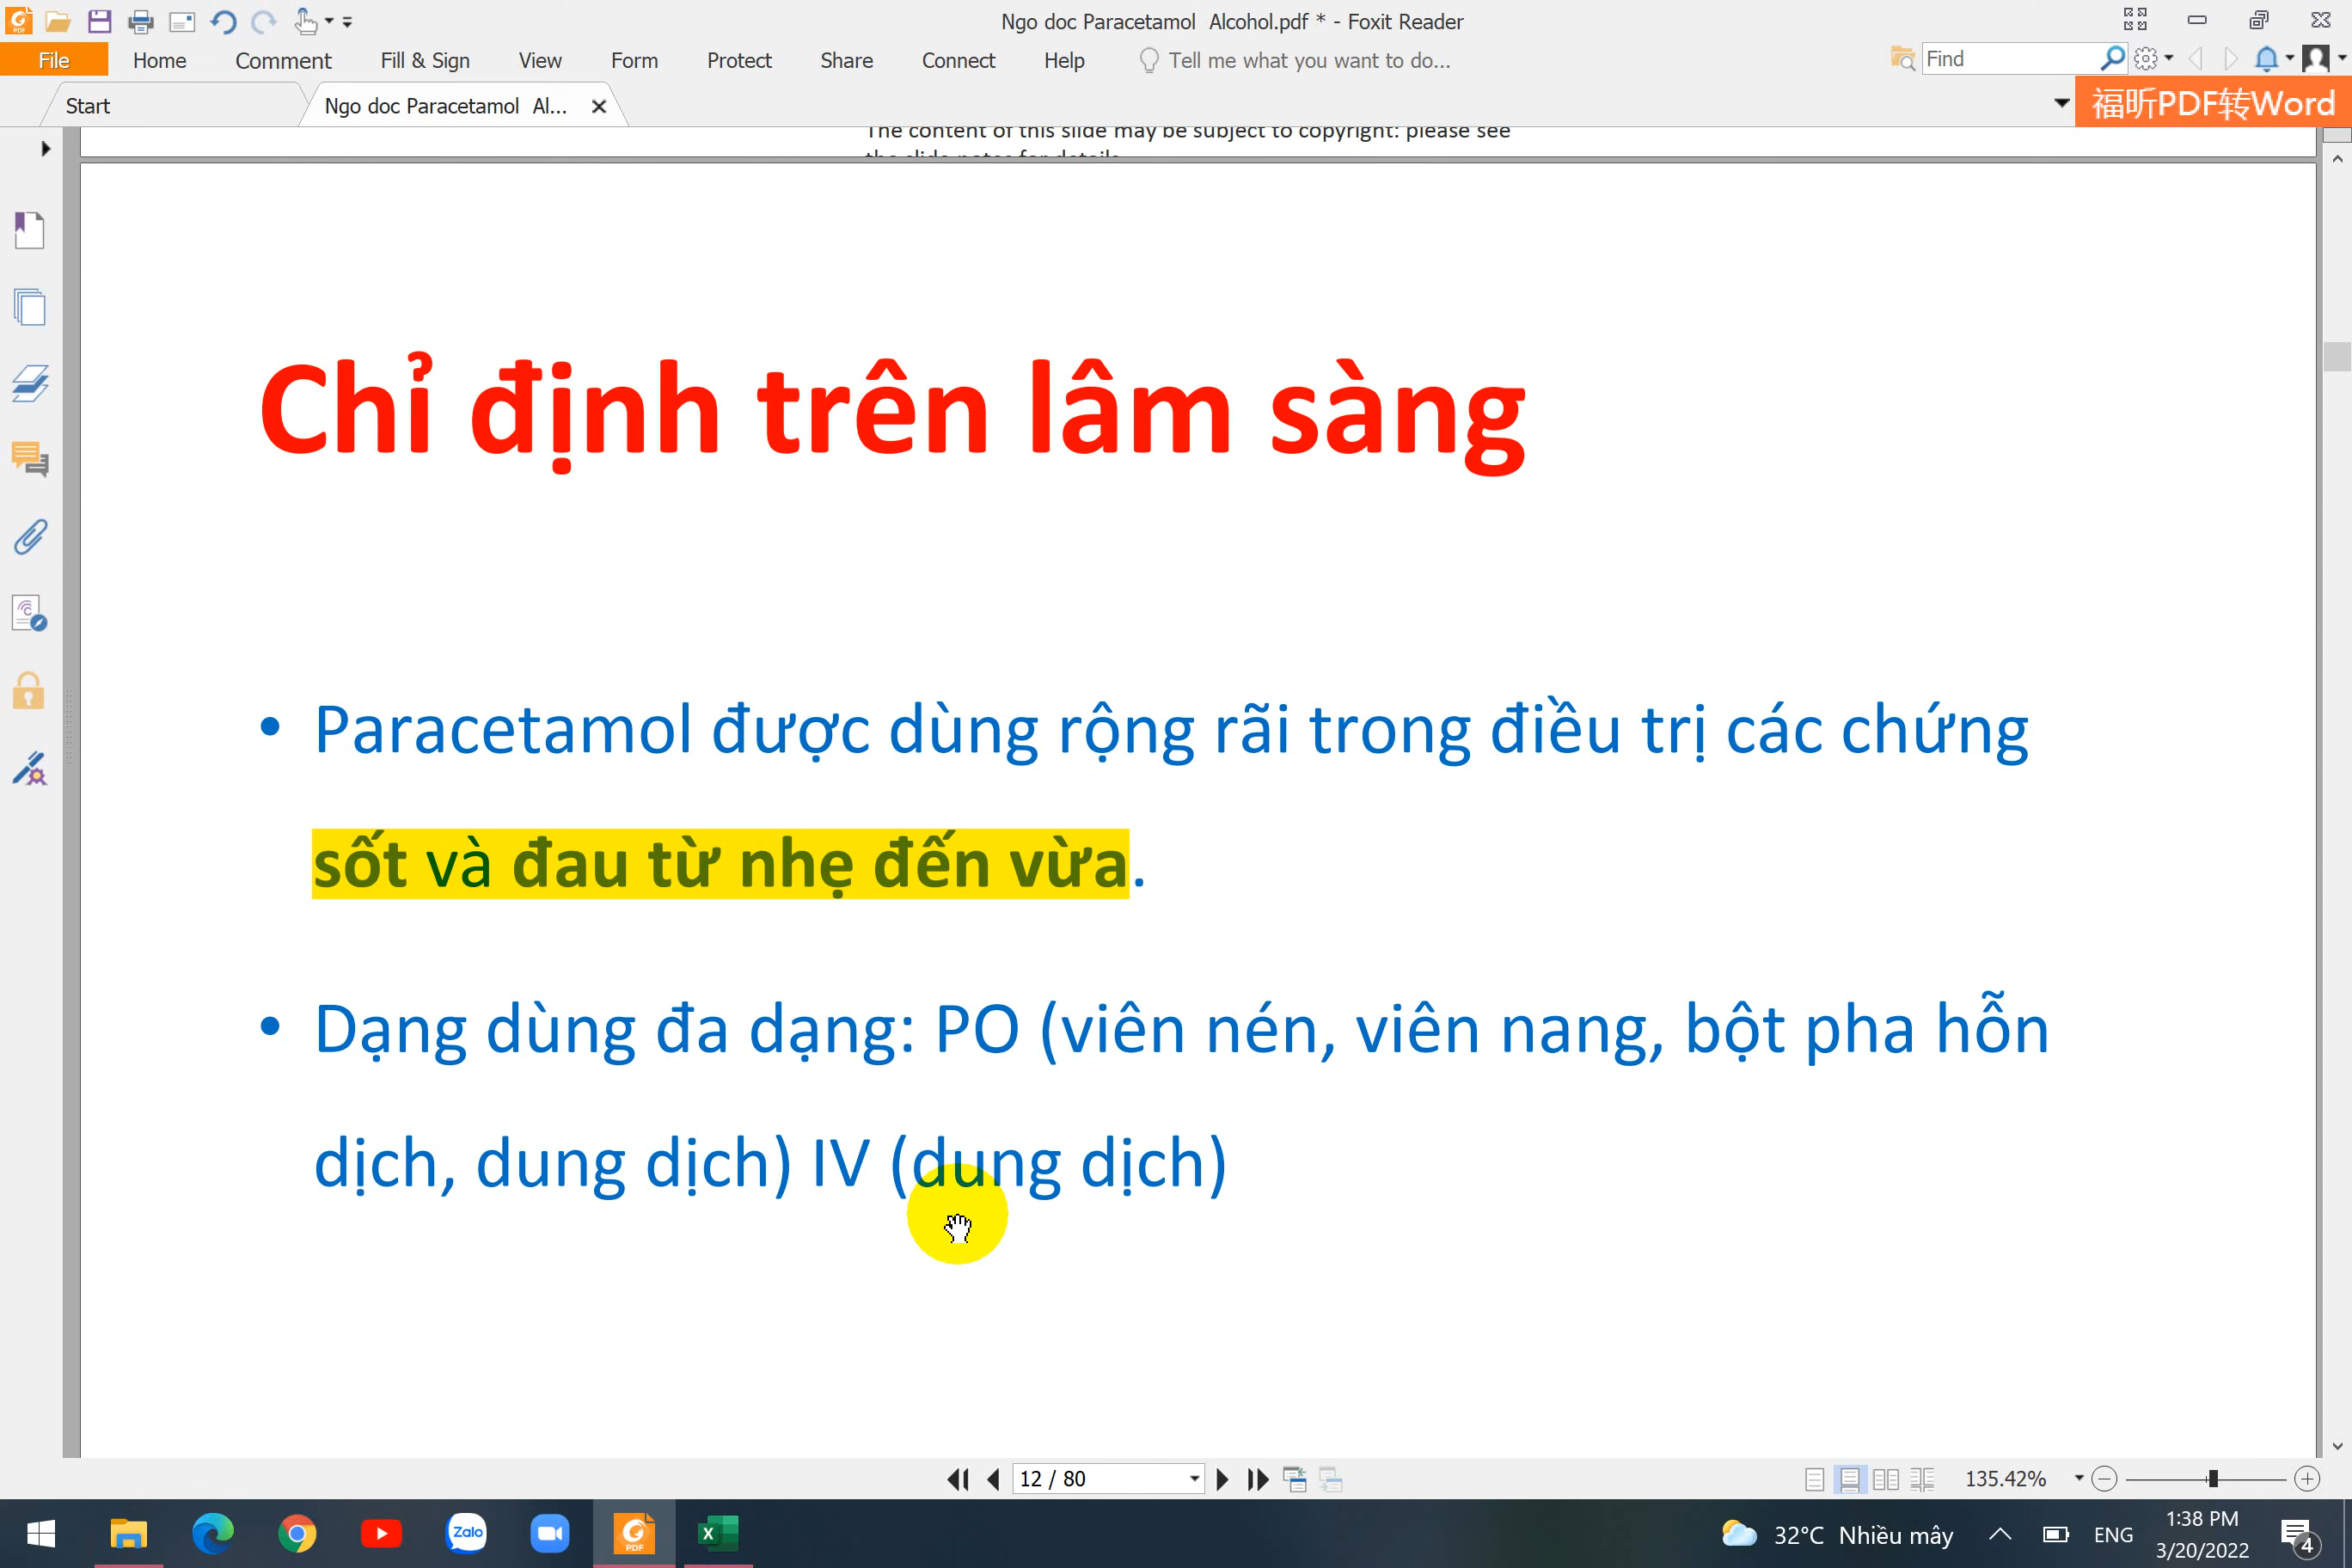 Ngo doc Paracetamol  Alcohol.pdf * - Foxit Reader
File Home Comment Fill & Sign View Form Protect Share Connect Help Tell me what you want to do... Find
Start Ngo doc Paracetamol  Al... 福昕PDF转Word
The content of this slide may be subject to copyright: please see
the slide notes for details.
Chỉ định trên lâm sàng
• Paracetamol được dùng rộng rãi trong điều trị các chứng
sốt và đau từ nhẹ đến vừa.
• Dạng dùng đa dạng: PO (viên nén, viên nang, bột pha hỗn
dịch, dung dịch) IV (dung dịch)
12 / 80 135.42%
Zalo PDF X 32°C Nhiều mây ENG 1:38 PM
3/20/2022 4